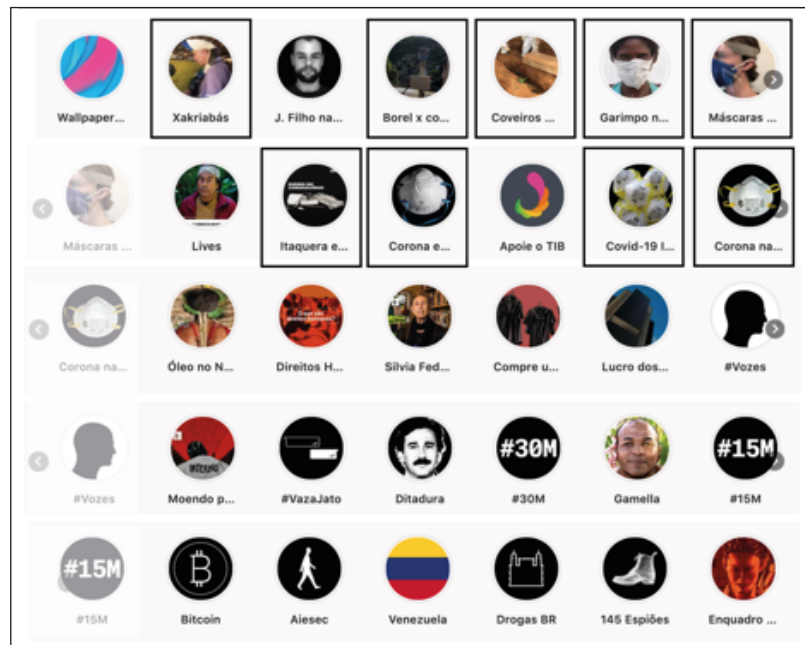 Wallpaper...
Xakriabás
J. Filho na...
Borel x co...
Coveiros ...
Garimpo n...
Máscaras ...
Máscaras ...
Lives
Itaquera e...
Corona e...
Apoie o TIB
Covid-19 I...
Corona na...
Corona na...
Óleo no N...
Direitos H...
Silvia Fed...
Compre u...
Lucro dos...
#Vozes
#30M
#15M
#Vozes
Moendo p...
#VazaJato
Ditadura
#30M
Gamella
#15M
#15M
#15M
Bitcoin
Aiesec
Venezuela
Drogas BR
145 Espiões
Enquadro ...